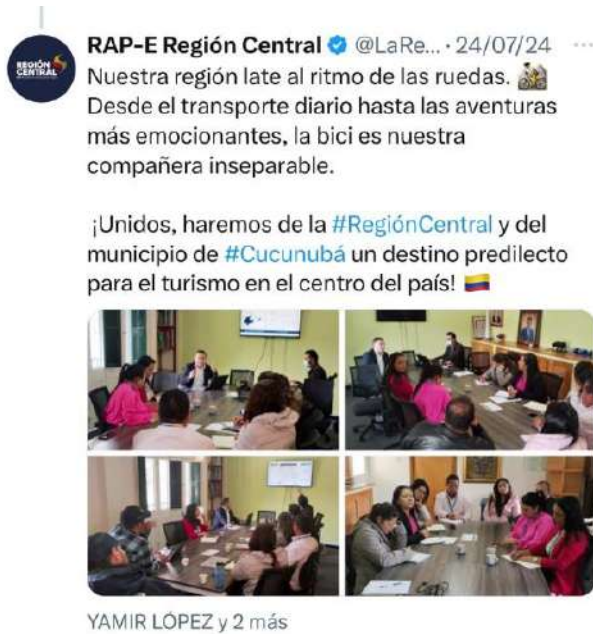 REGIÓN
CENTRAL
RAP-E Región Central @LaRe... · 24/07/24 ...
Nuestra región late al ritmo de las ruedas. 🚵
Desde el transporte diario hasta las aventuras
más emocionantes, la bici es nuestra
compañera inseparable.
¡Unidos, haremos de la #RegiónCentral y del
municipio de #Cucunubá un destino predilecto
para el turismo en el centro del país! 🇨🇴
YAMIR LÓPEZ y 2 más